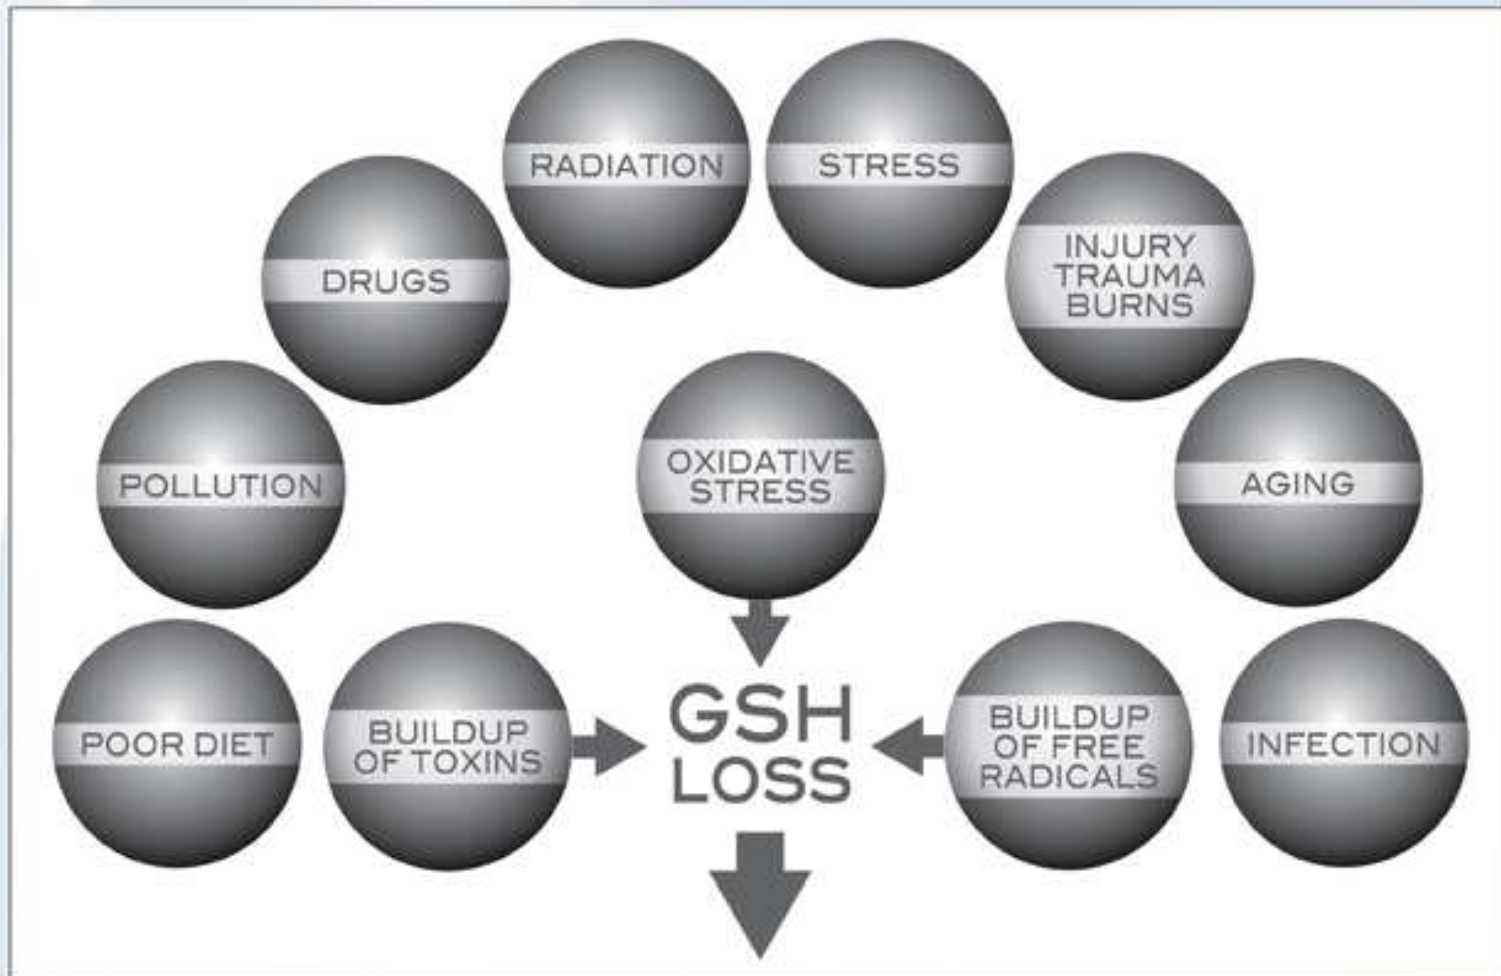 RADIATION
STRESS
DRUGS
INJURY
TRAUMA
BURNS
POLLUTION
OXIDATIVE
STRESS
AGING
POOR DIET
BUILDUP
OF TOXINS
GSH
LOSS
BUILDUP
OF FREE
RADICALS
INFECTION